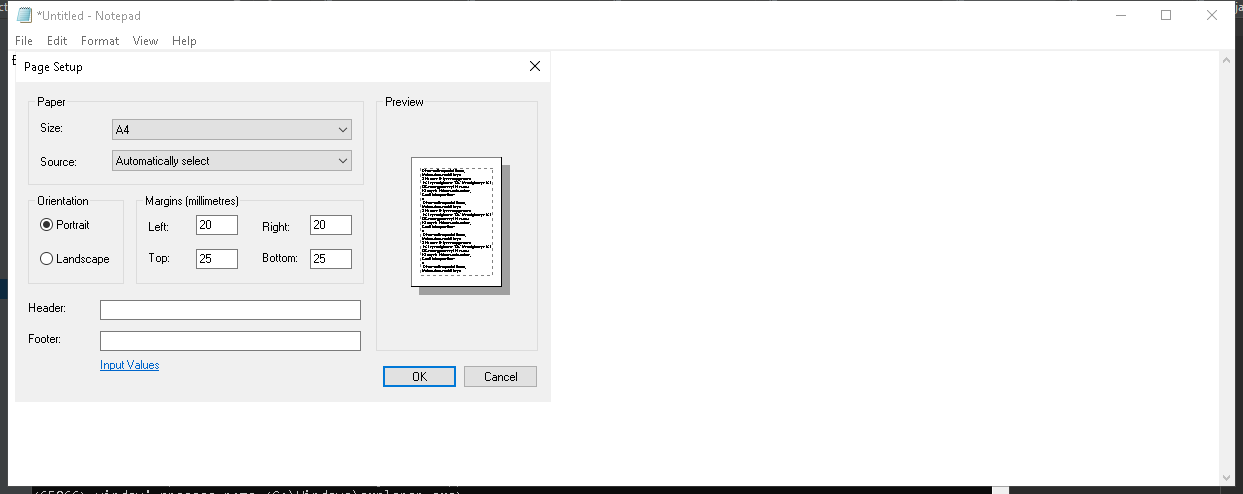 *Untitled - Notepad
File Edit Format View Help
Page Setup
Paper
Size: A4
Source: Automatically select
Orientation
Portrait
Landscape
Margins (millimetres)
Left: 20 Right: 20
Top: 25 Bottom: 25
Preview
Header:
Footer:
Input Values
OK Cancel